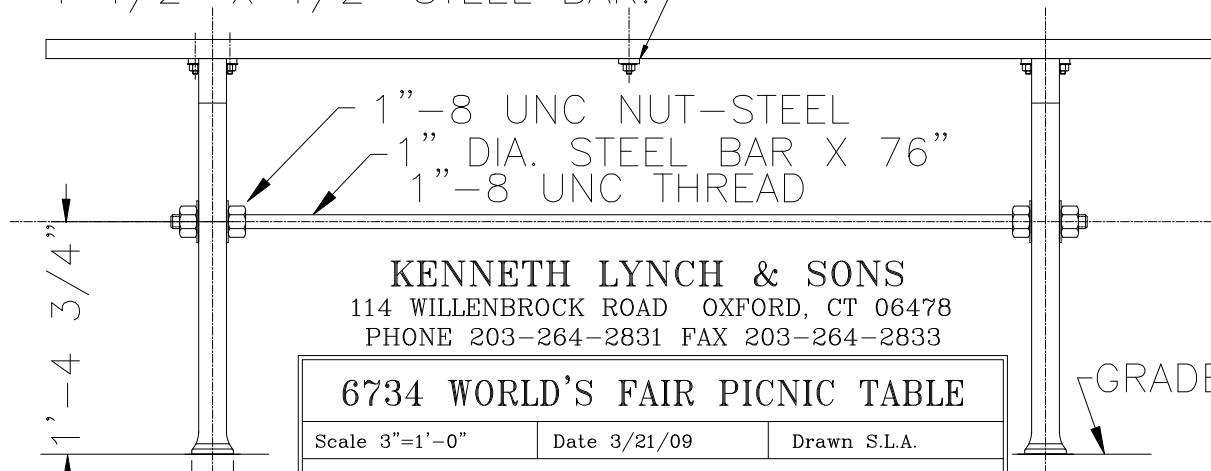 STEEL BAR.
1"-8 UNC NUT-STEEL
1" DIA. STEEL BAR X 76"
1"-8 UNC THREAD
1'-4 3/4"
KENNETH LYNCH & SONS
114 WILLENBROCK ROAD OXFORD, CT 06478
PHONE 203-264-2831 FAX 203-264-2833
6734 WORLD'S FAIR PICNIC TABLE
GRADE
Scale 3"=1'-0" Date 3/21/09 Drawn S.L.A.